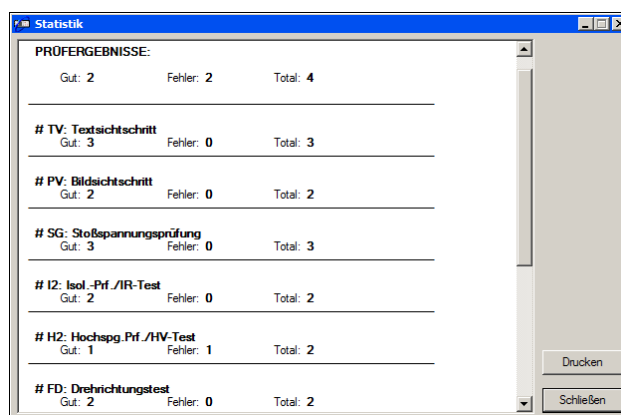 Statistik
PRÜFERGEBNISSE:
Gut: 2 Fehler: 2 Total: 4
# TV: Textsichtschritt
Gut: 3 Fehler: 0 Total: 3
# PV: Bildsichtschritt
Gut: 2 Fehler: 0 Total: 2
# SG: Stoßspannungsprüfung
Gut: 3 Fehler: 0 Total: 3
# I2: Isol.-Prf./IR-Test
Gut: 2 Fehler: 0 Total: 2
# H2: Hochspg.Prf./HV-Test
Gut: 1 Fehler: 1 Total: 2
# FD: Drehrichtungstest
Gut: 2 Fehler: 0 Total: 2
Drucken
Schließen